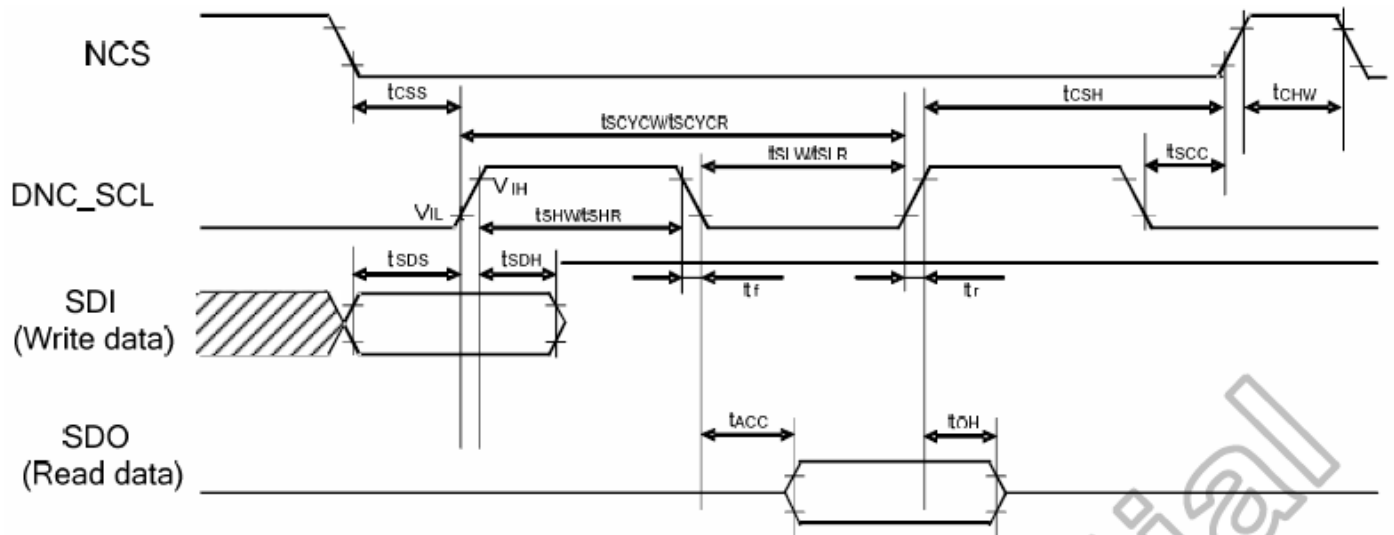 NCS
tCSS
tCSH
tCHW
tSCYCW/tSCYCR
tSLW/tSLR
tSCC
DNC_SCL
VIH
VIL
tSHW/tSHR
tSDS
tSDH
tf
tr
SDI
(Write data)
tACC
tOH
SDO
(Read data)